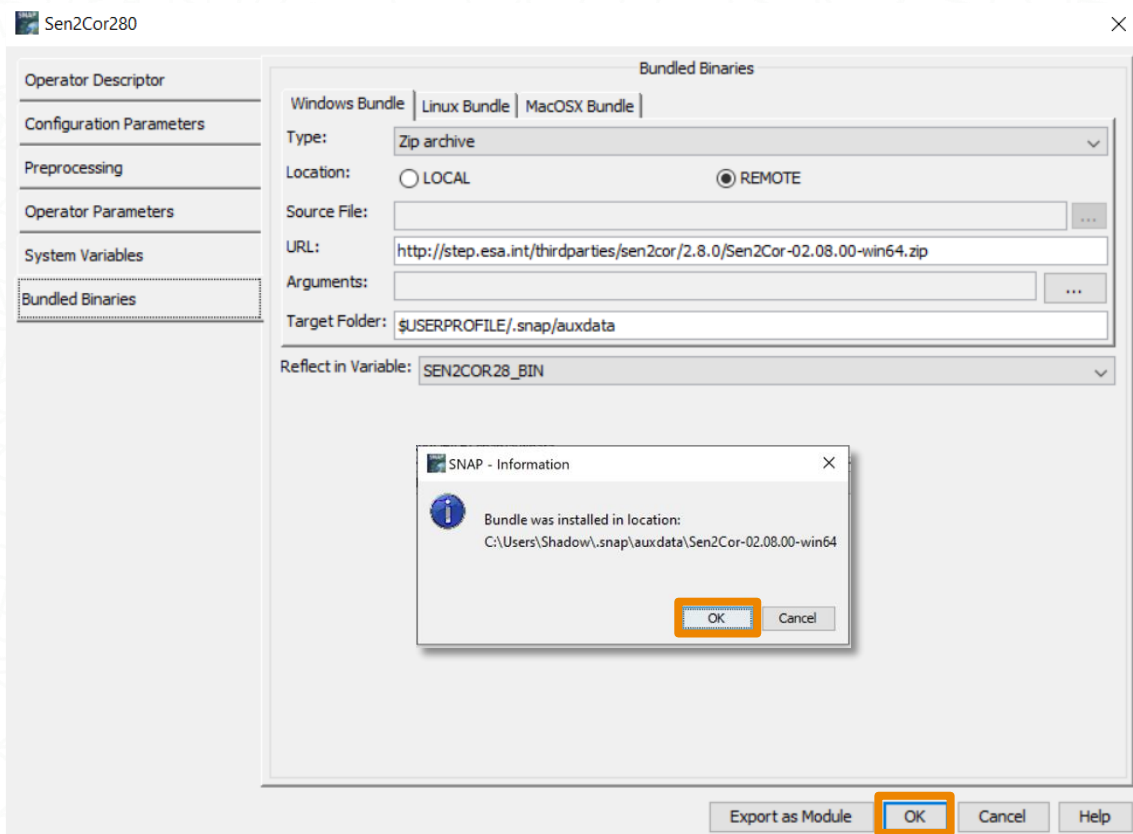 Sen2Cor280
Operator Descriptor
Configuration Parameters
Preprocessing
Operator Parameters
System Variables
Bundled Binaries
Bundled Binaries
Windows Bundle Linux Bundle MacOSX Bundle
Type: Zip archive
Location: LOCAL REMOTE
Source File: ...
URL: http://step.esa.int/thirdparties/sen2cor/2.8.0/Sen2Cor-02.08.00-win64.zip
Arguments: ...
Target Folder: $USERPROFILE/.snap/auxdata
Reflect in Variable: SEN2COR28_BIN
SNAP - Information
Bundle was installed in location:
C:\Users\Shadow\.snap\auxdata\Sen2Cor-02.08.00-win64
OK Cancel
Export as Module OK Cancel Help